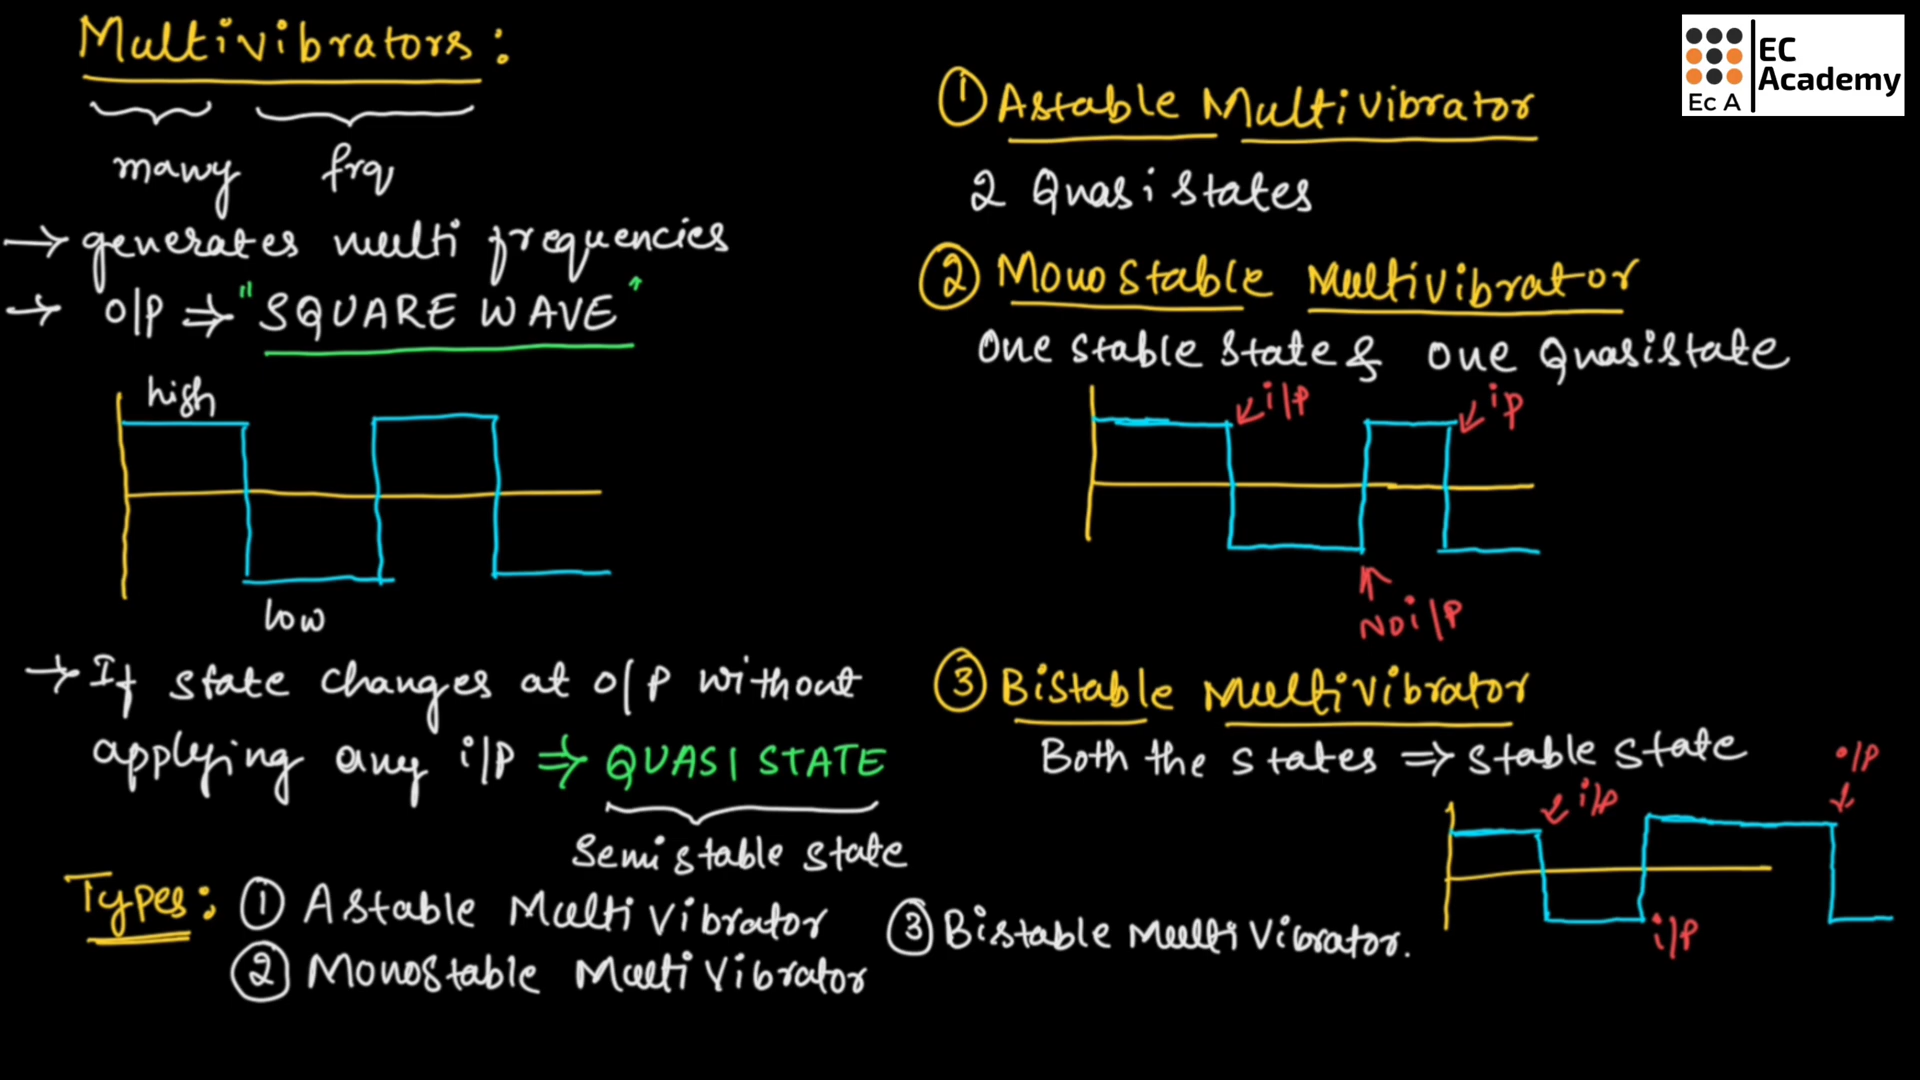 Multivibrators:
many frq
→ generates multi frequencies
→ o/p ⇒ "SQUARE WAVE"
high
low
→ If state changes at o/p without
applying any i/p ⇒ QUASI STATE
Semistable state
Types: ① Astable Multi Vibrator
② Monostable Multi Vibrator
③ Bistable Multi Vibrator.
① Astable Multivibrator
2 Quasi states
② Monostable Multivibrator
One stable state & one Quasistate
i/p
ip
No i/p
③ Bistable Multivibrator
Both the states ⇒ stable state
i/p
i/p
i/p
EC
Academy
Ec A